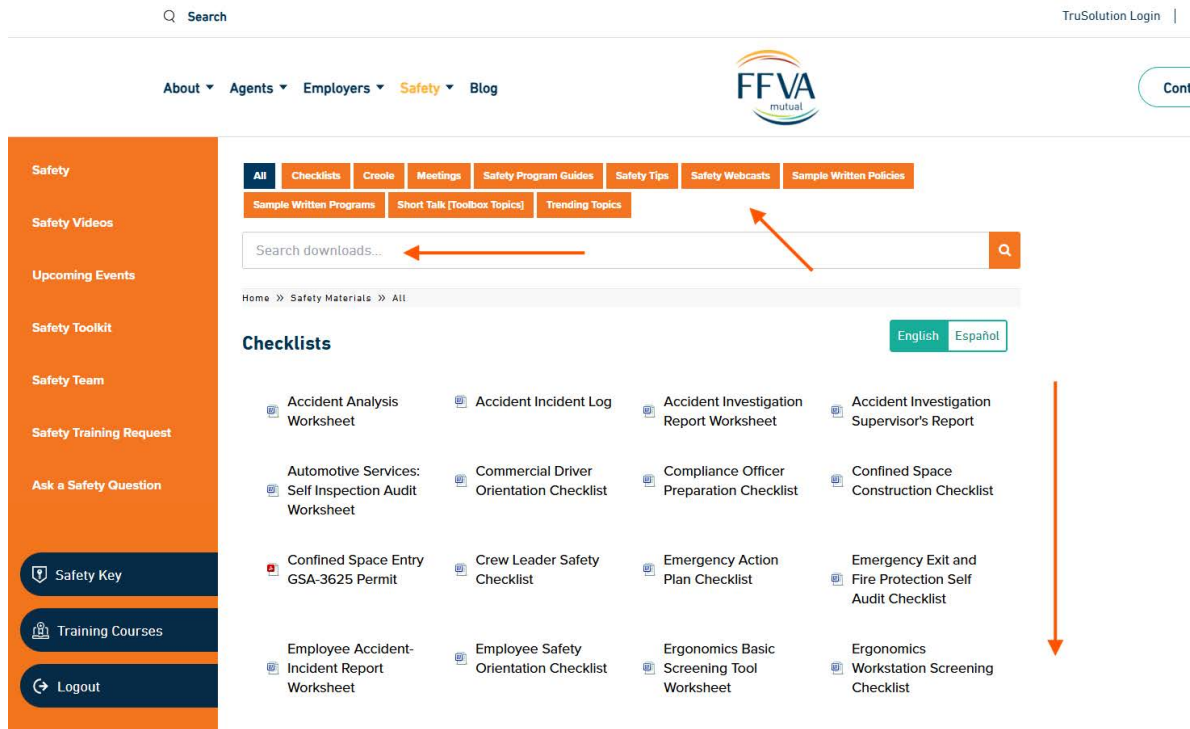 Search
TruSolution Login |
About Agents Employers Safety Blog
FFVA
mutual
Cont
Safety
Safety Videos
Upcoming Events
Safety Toolkit
Safety Team
Safety Training Request
Ask a Safety Question
Safety Key
Training Courses
Logout
All Checklists Creole Meetings Safety Program Guides Safety Tips Safety Webcasts Sample Written Policies
Sample Written Programs Short Talk [Toolbox Topics] Trending Topics
Search downloads...
Home » Safety Materials » All
Checklists
English Español
Accident Analysis
Worksheet
Accident Incident Log
Accident Investigation
Report Worksheet
Accident Investigation
Supervisor's Report
Automotive Services:
Self Inspection Audit
Worksheet
Commercial Driver
Orientation Checklist
Compliance Officer
Preparation Checklist
Confined Space
Construction Checklist
Confined Space Entry
GSA-3625 Permit
Crew Leader Safety
Checklist
Emergency Action
Plan Checklist
Emergency Exit and
Fire Protection Self
Audit Checklist
Employee Accident-
Incident Report
Worksheet
Employee Safety
Orientation Checklist
Ergonomics Basic
Screening Tool
Worksheet
Ergonomics
Workstation Screening
Checklist